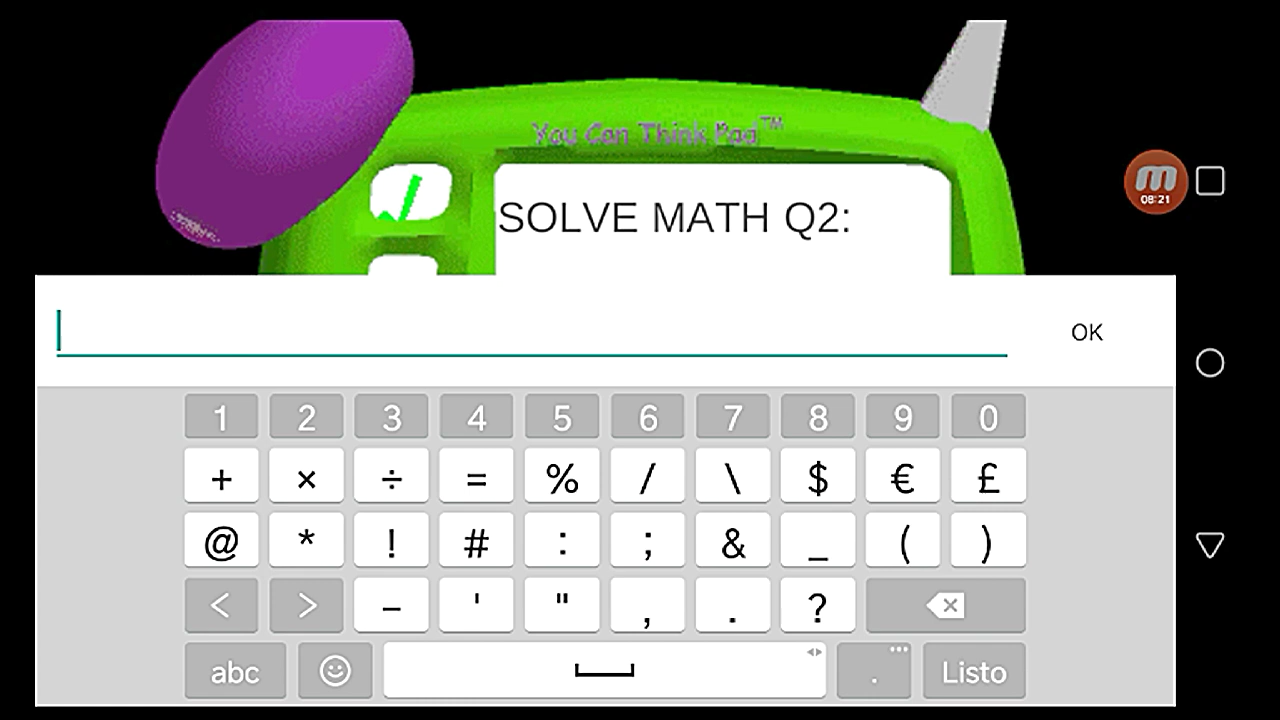 You Can Think Pad™
SOLVE MATH Q2:
08:21
OK
1 2 3 4 5 6 7 8 9 0
+ × ÷ = % / \ $ € £
@ * ! # : ; & _ ( )
< > - ' " , . ?
abc . Listo